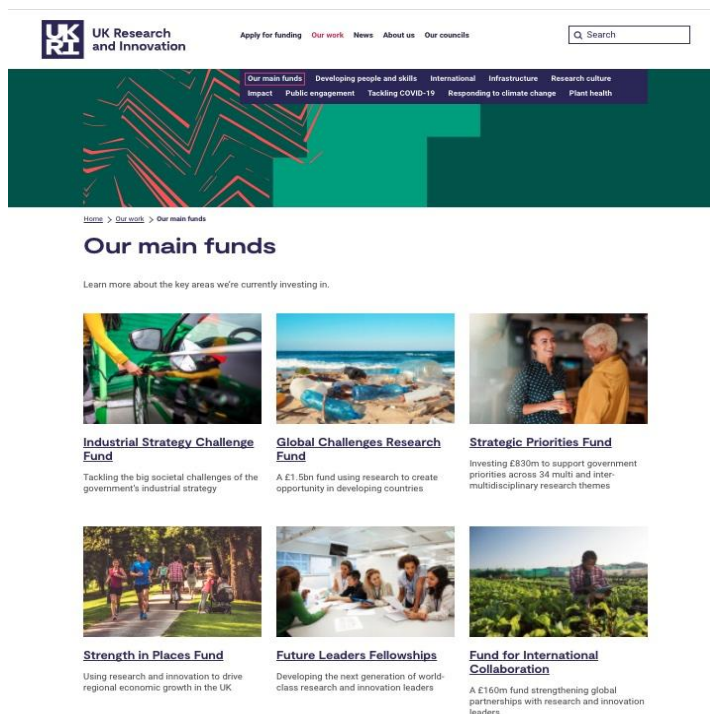 UK
RI
UK Research
and Innovation
Apply for funding Our work News About us Our councils
Search
Our main funds Developing people and skills International Infrastructure Research culture
Impact Public engagement Tackling COVID-19 Responding to climate change Plant health
Home > Our work > Our main funds
Our main funds
Learn more about the key areas we're currently investing in.
Industrial Strategy Challenge
Fund
Tackling the big societal challenges of the
government's industrial strategy
Global Challenges Research
Fund
A £1.5bn fund using research to create
opportunity in developing countries
Strategic Priorities Fund
Investing £830m to support government
priorities across 34 multi and inter-
multidisciplinary research themes
Strength in Places Fund
Using research and innovation to drive
regional economic growth in the UK
Future Leaders Fellowships
Developing the next generation of world-
class research and innovation leaders
Fund for International
Collaboration
A £160m fund strengthening global
partnerships with research and innovation
leaders